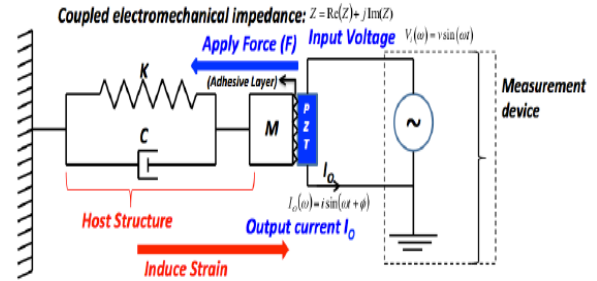 Coupled electromechanical impedance: Z = Re(Z)+ j Im(Z)
Apply Force (F) Input Voltage V_i(ω)=v sin(ωt)
(Adhesive Layer)
Measurement
device
K
C
M
P
Z
T
~
I_o
I_o(ω)=i sin(ωt+ϕ)
Host Structure
Output current I_o
Induce Strain